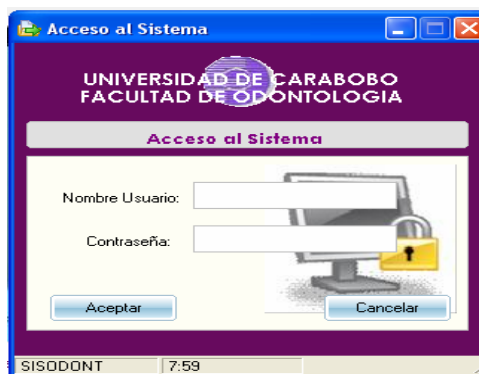 Acceso al Sistema
UNIVERSIDAD DE CARABOBO
FACULTAD DE ODONTOLOGIA
Acceso al Sistema
Nombre Usuario:
Contraseña:
Aceptar Cancelar
SISODONT 7:59